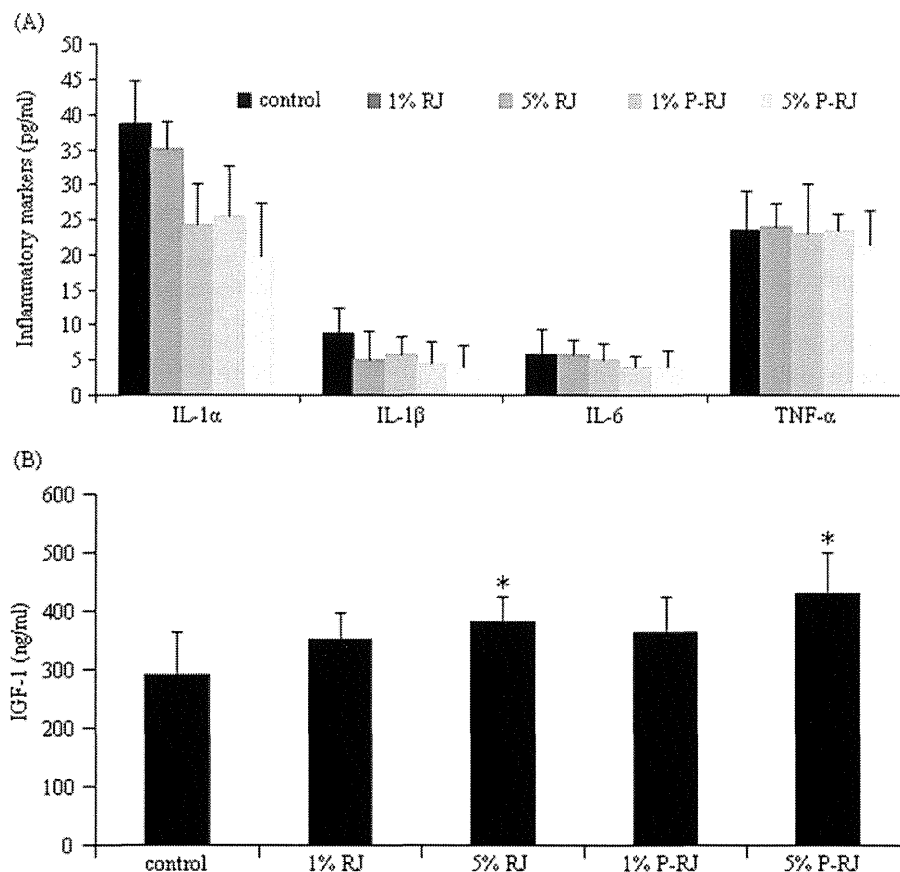 (A)
Inflammatory markers (pg/ml)
50
45
40
35
30
25
20
15
10
5
0
control 1% RJ 5% RJ 1% P-RJ 5% P-RJ
IL-1α IL-1β IL-6 TNF-α
(B)
IGF-1 (ng/ml)
600
500
400
300
200
100
0
* *
control 1% RJ 5% RJ 1% P-RJ 5% P-RJ